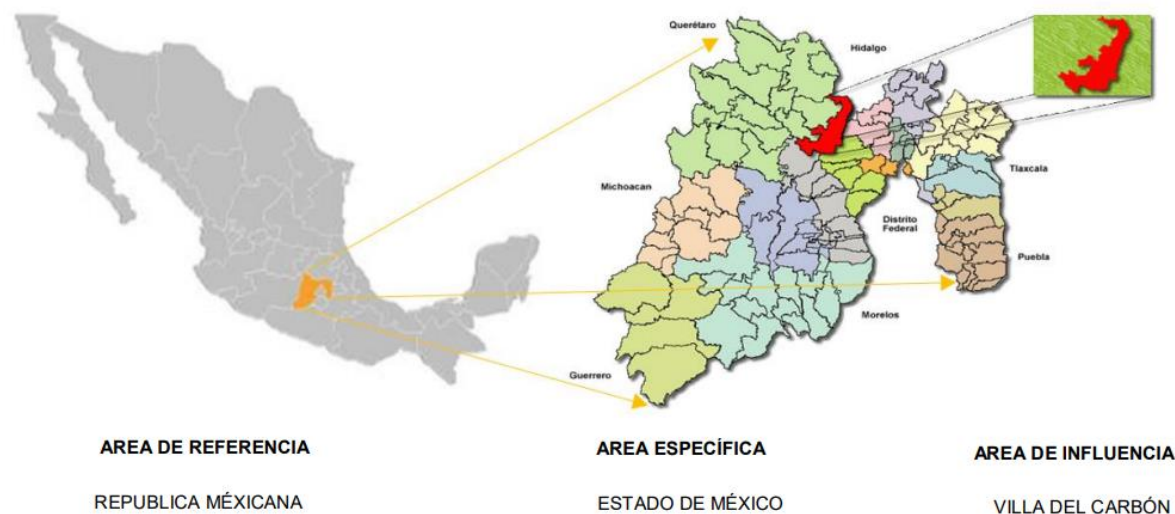 Querétaro
Hidalgo
Michoacan
Tlaxcala
Distrito
Federal
Puebla
Morelos
Guerrero
AREA DE REFERENCIA
AREA ESPECÍFICA
AREA DE INFLUENCIA
REPUBLICA MÉXICANA
ESTADO DE MÉXICO
VILLA DEL CARBÓN